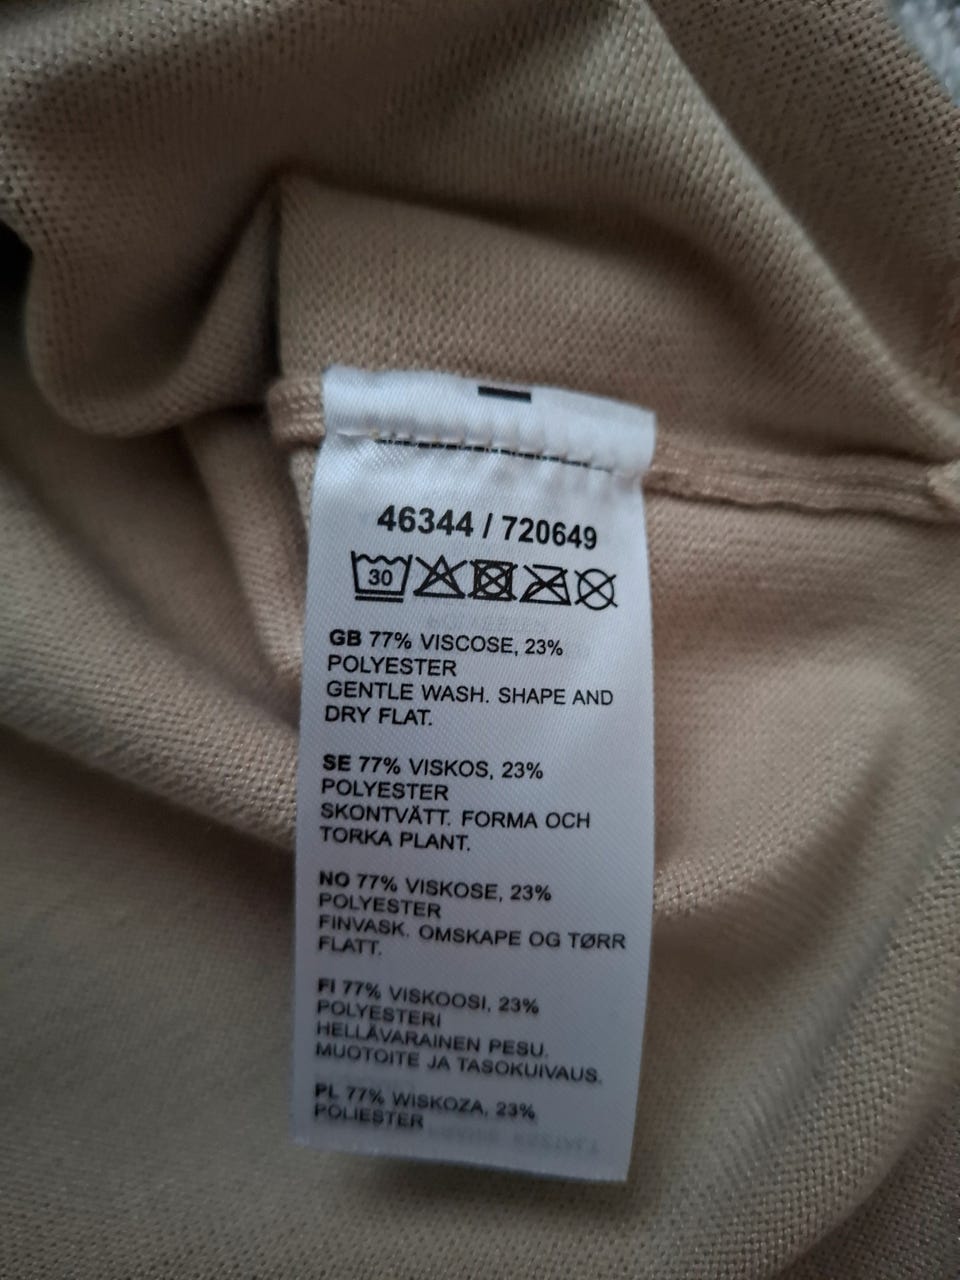 46344 / 720649
30
GB 77% VISCOSE, 23%
POLYESTER
GENTLE WASH. SHAPE AND
DRY FLAT.
SE 77% VISKOS, 23%
POLYESTER
SKONTVÄTT. FORMA OCH
TORKA PLANT.
NO 77% VISKOSE, 23%
POLYESTER
FINVASK. OMSKAPE OG TØRR
FLATT.
FI 77% VISKOOSI, 23%
POLYESTERI
HELLÄVARAINEN PESU.
MUOTOITE JA TASOKUIVAUS.
PL 77% WISKOZA, 23%
POLIESTER